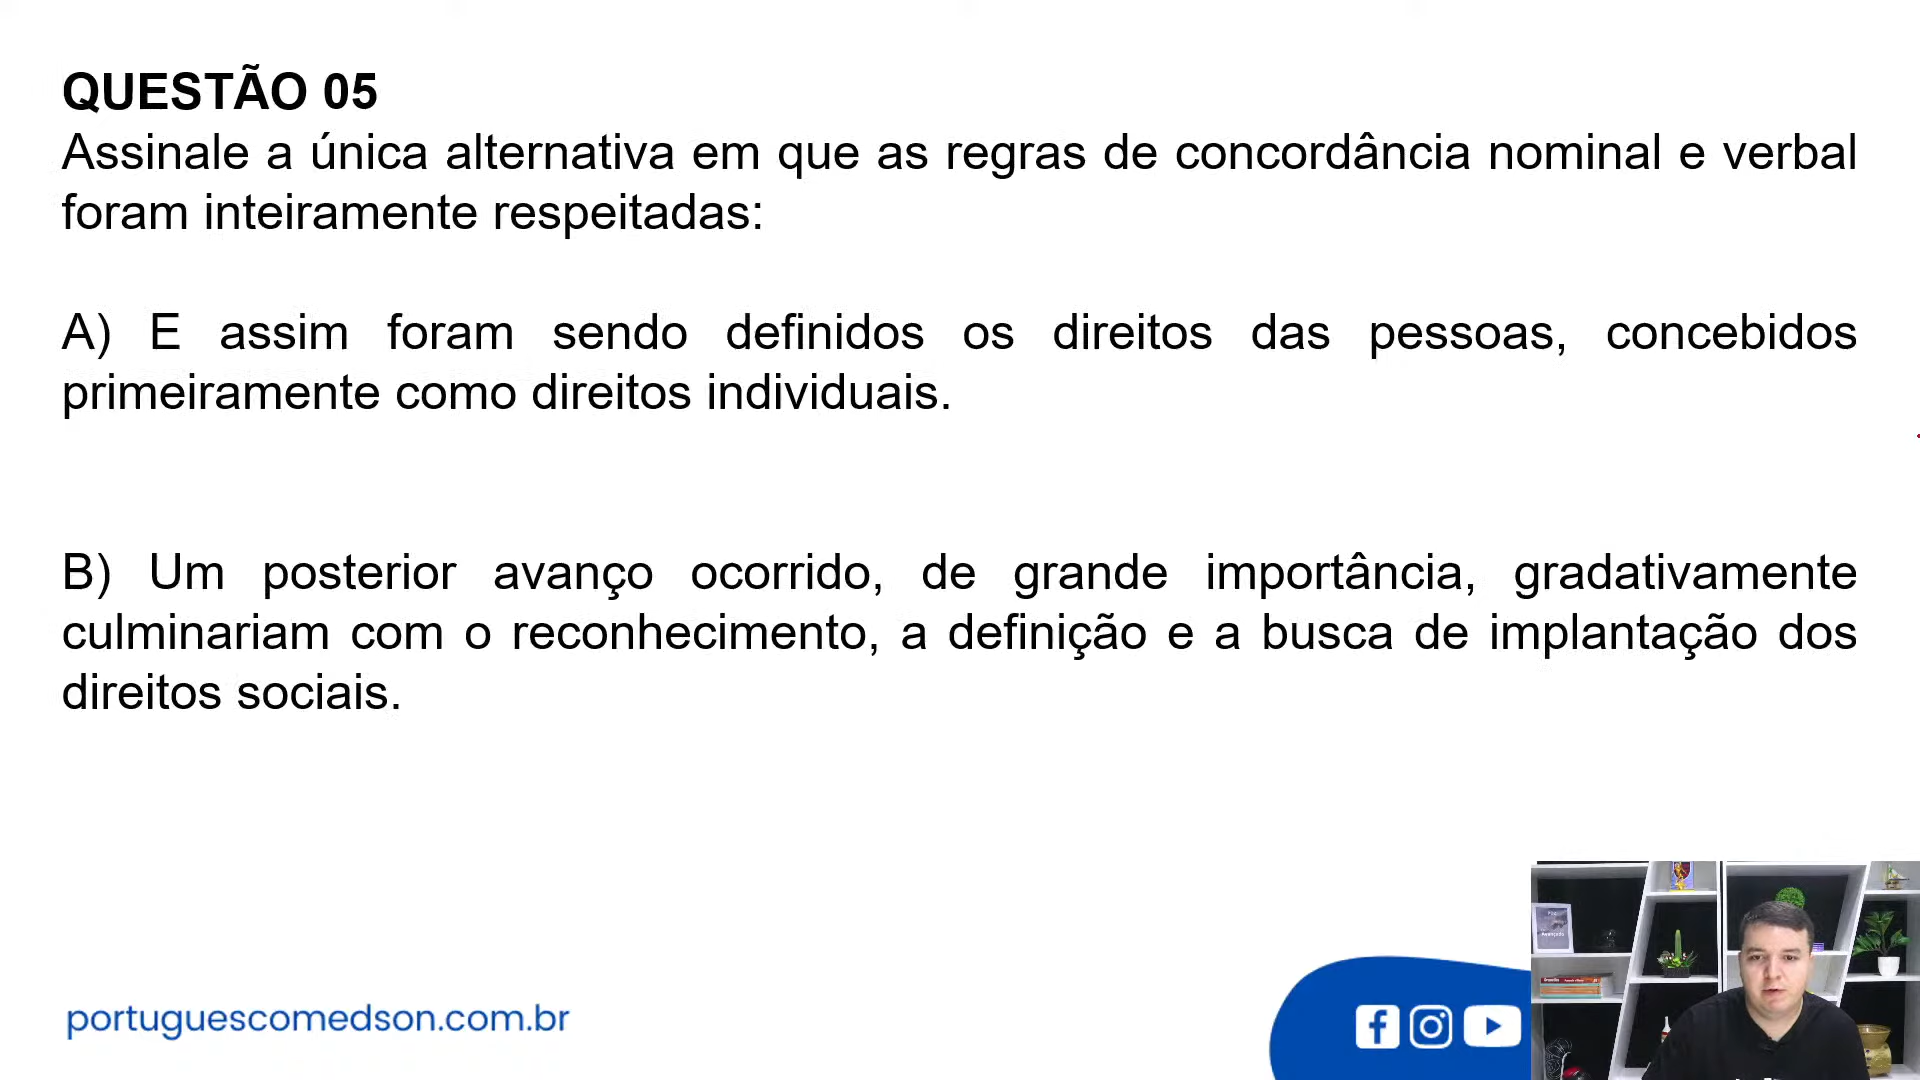 QUESTÃO 05
Assinale a única alternativa em que as regras de concordância nominal e verbal
foram inteiramente respeitadas:
A) E assim foram sendo definidos os direitos das pessoas, concebidos
primeiramente como direitos individuais.
B) Um posterior avanço ocorrido, de grande importância, gradativamente
culminariam com o reconhecimento, a definição e a busca de implantação dos
direitos sociais.
portuguescomedson.com.br